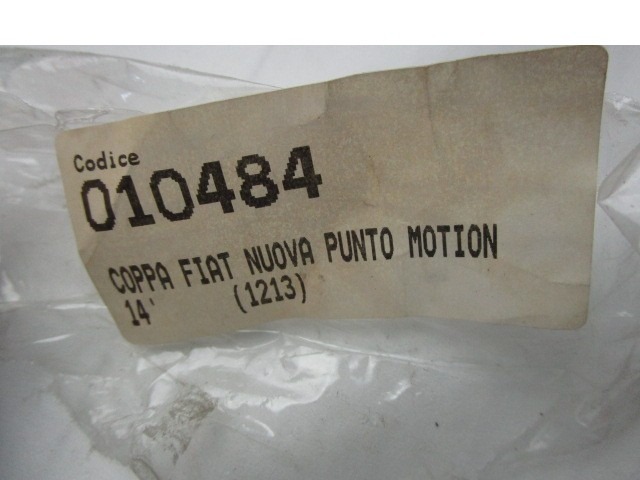 Codice
010484
COPPA FIAT NUOVA PUNTO MOTION
14' (1213)